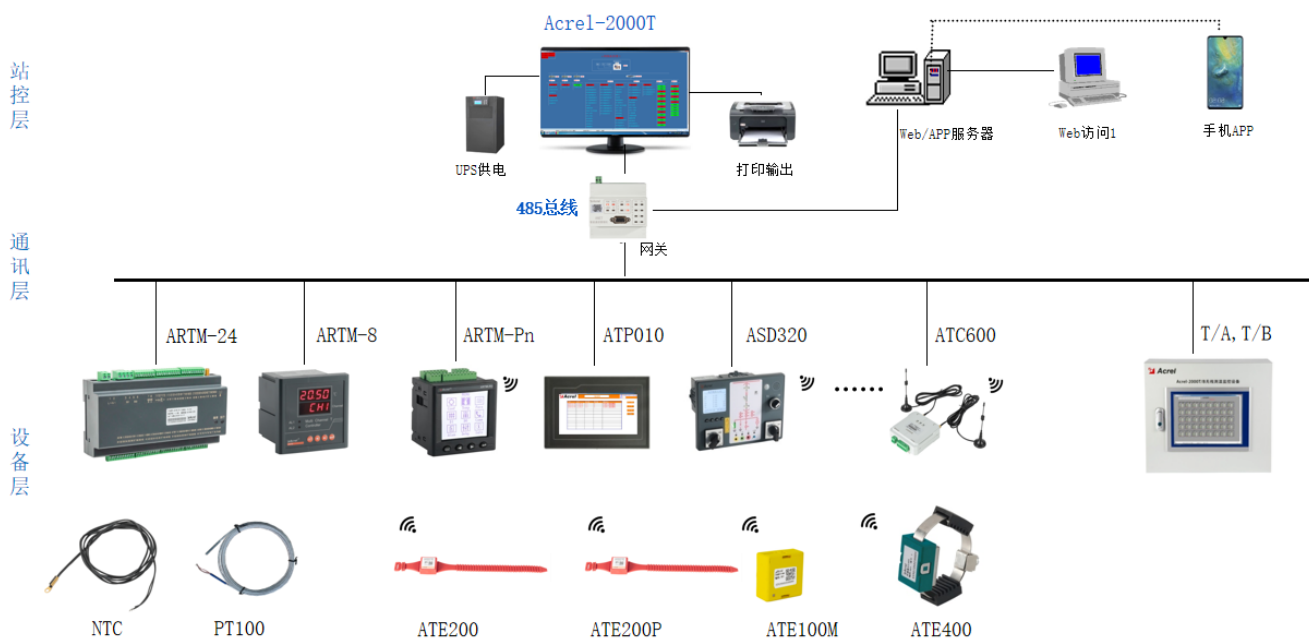 Acrel-2000T
站控层
UPS供电
打印输出
Web/APP服务器
Web访问1
手机APP
485总线
网关
通讯层
ARTM-24
ARTM-8
ARTM-Pn
ATP010
ASD320
ATC600
T/A,T/B
20.50
CH1
Acrel
Acrel
设备层
NTC
PT100
ATE200
ATE200P
ATE100M
ATE400